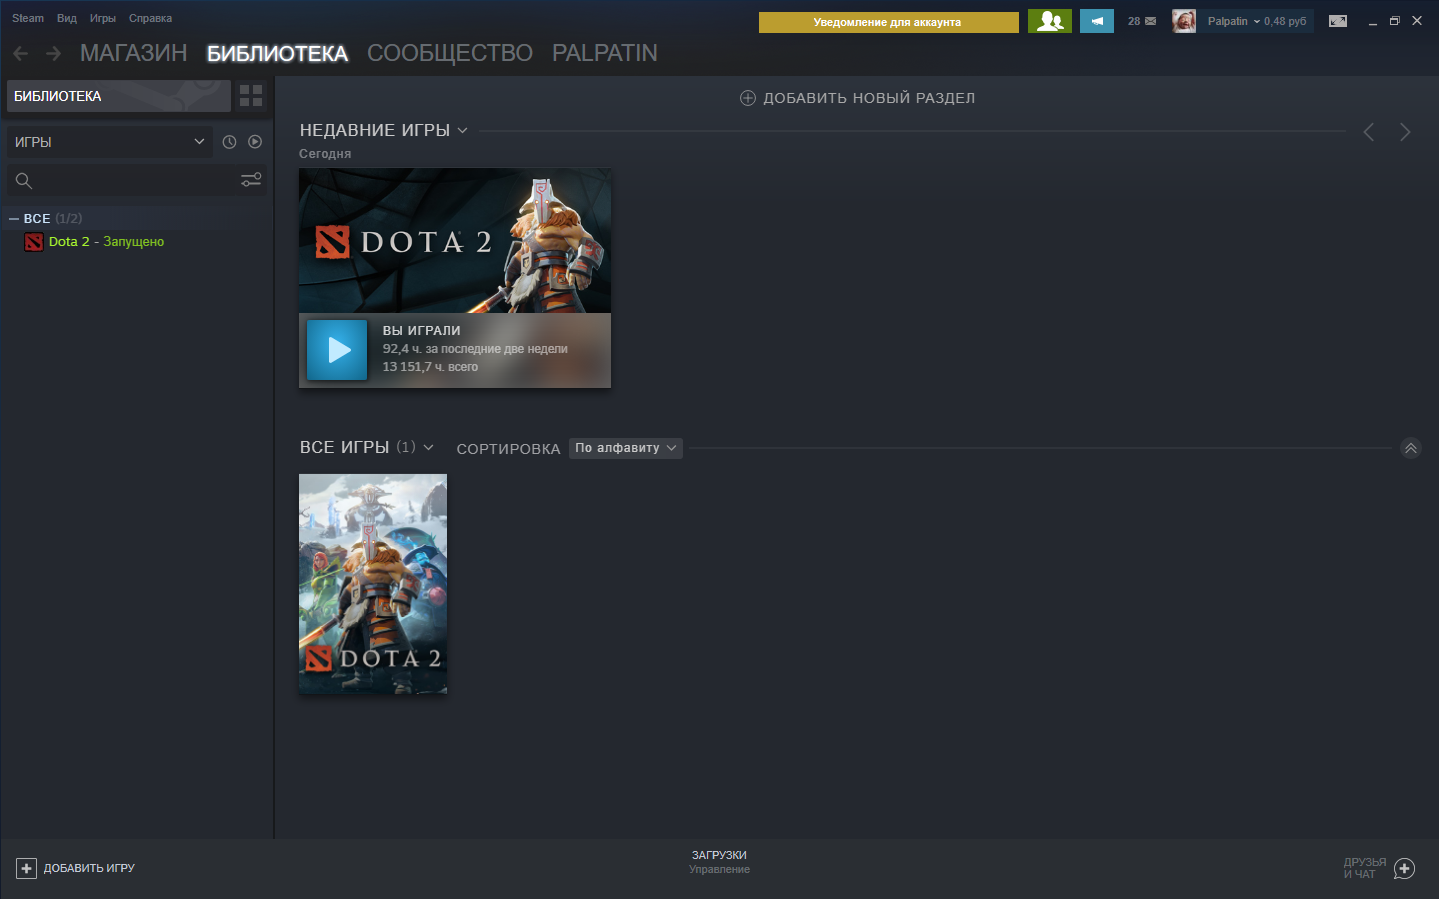 Steam Вид Игры Справка
Уведомление для аккаунта
28
Palpatin 0,48 руб
МАГАЗИН БИБЛИОТЕКА СООБЩЕСТВО PALPATIN
БИБЛИОТЕКА
ИГРЫ
ВСЕ (1/2)
Dota 2 - Запущено
ДОБАВИТЬ НОВЫЙ РАЗДЕЛ
НЕДАВНИЕ ИГРЫ
Сегодня
DOTA 2
ВЫ ИГРАЛИ
92,4 ч. за последние две недели
13 151,7 ч. всего
ВСЕ ИГРЫ (1) СОРТИРОВКА По алфавиту
DOTA 2
ДОБАВИТЬ ИГРУ
ЗАГРУЗКИ
Управление
ДРУЗЬЯ
И ЧАТ